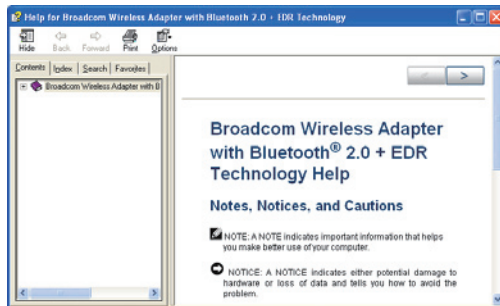 Help for Broadcom Wireless Adapter with Bluetooth 2.0 + EDR Technology
Hide Back Forward Print Options
Contents Index Search Favorites
Broadcom Wireless Adapter with B
< >
Broadcom Wireless Adapter
with Bluetooth® 2.0 + EDR
Technology Help
Notes, Notices, and Cautions
NOTE: A NOTE indicates important information that helps
you make better use of your computer.
NOTICE: A NOTICE indicates either potential damage to
hardware or loss of data and tells you how to avoid the
problem.